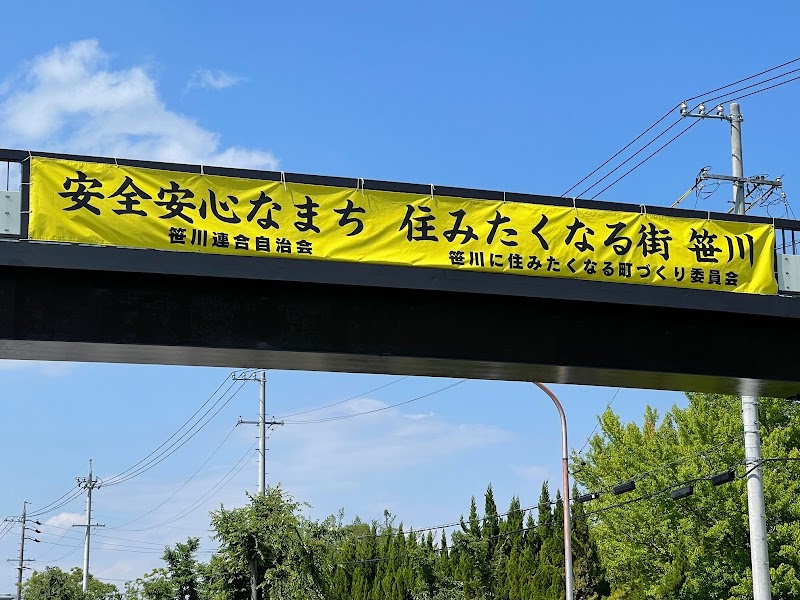 安全安心なまち 住みたくなる街 笹川
笹川連合自治会
笹川に住みたくなる町づくり委員会